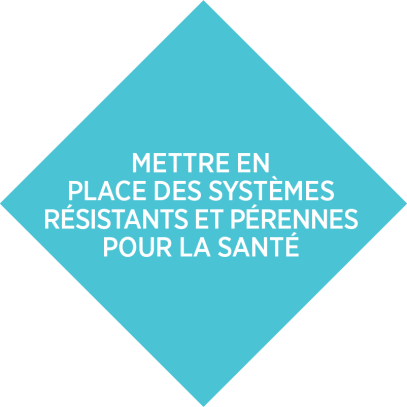 METTRE EN
PLACE DES SYSTÈMES
RÉSISTANTS ET PÉRENNES
POUR LA SANTÉ